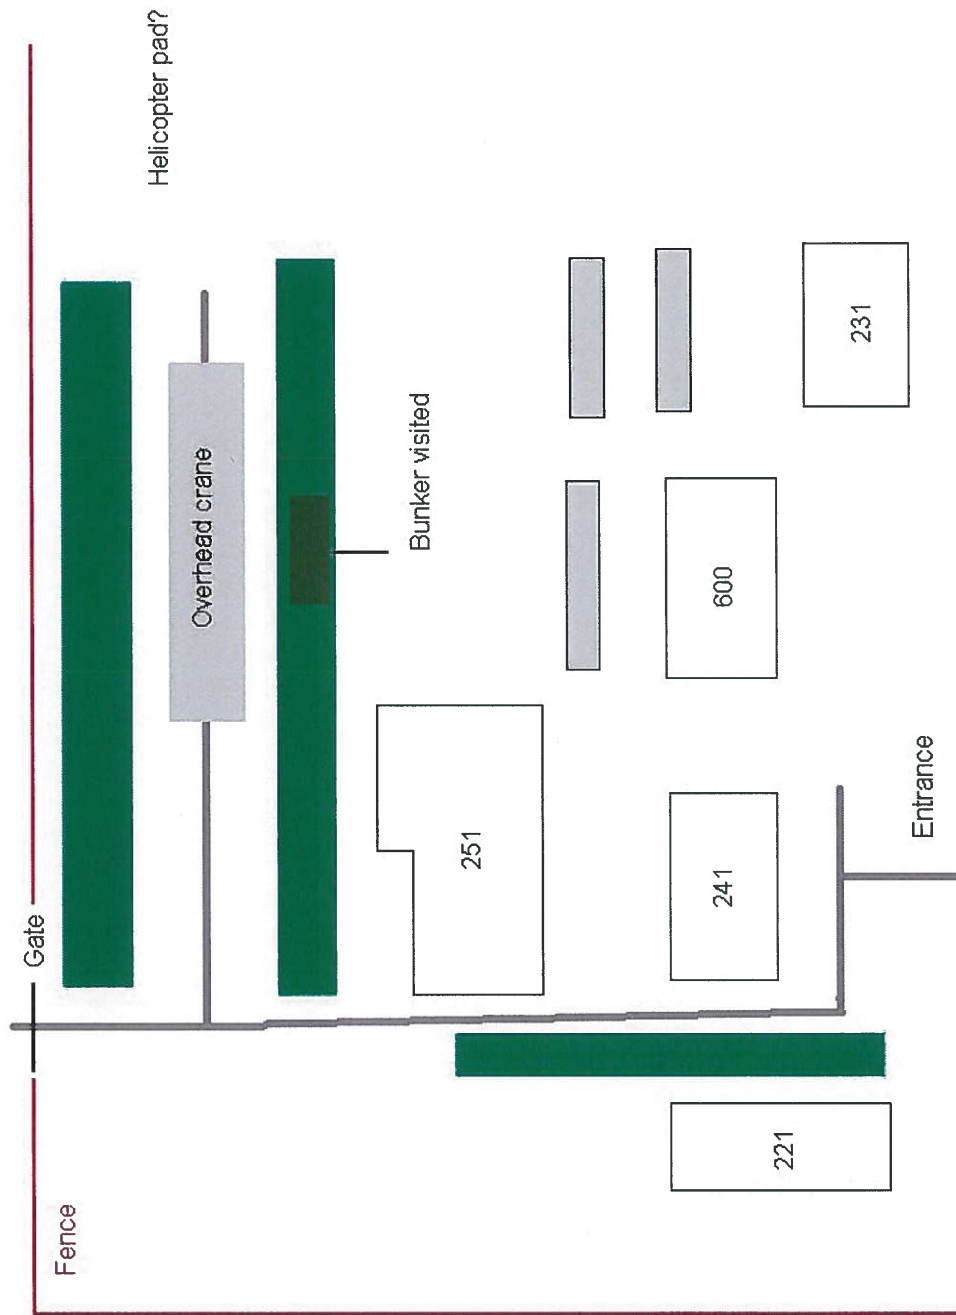 Gate
Fence
Helicopter pad?
Overhead crane
Bunker visited
251
241
600
221
231
Entrance